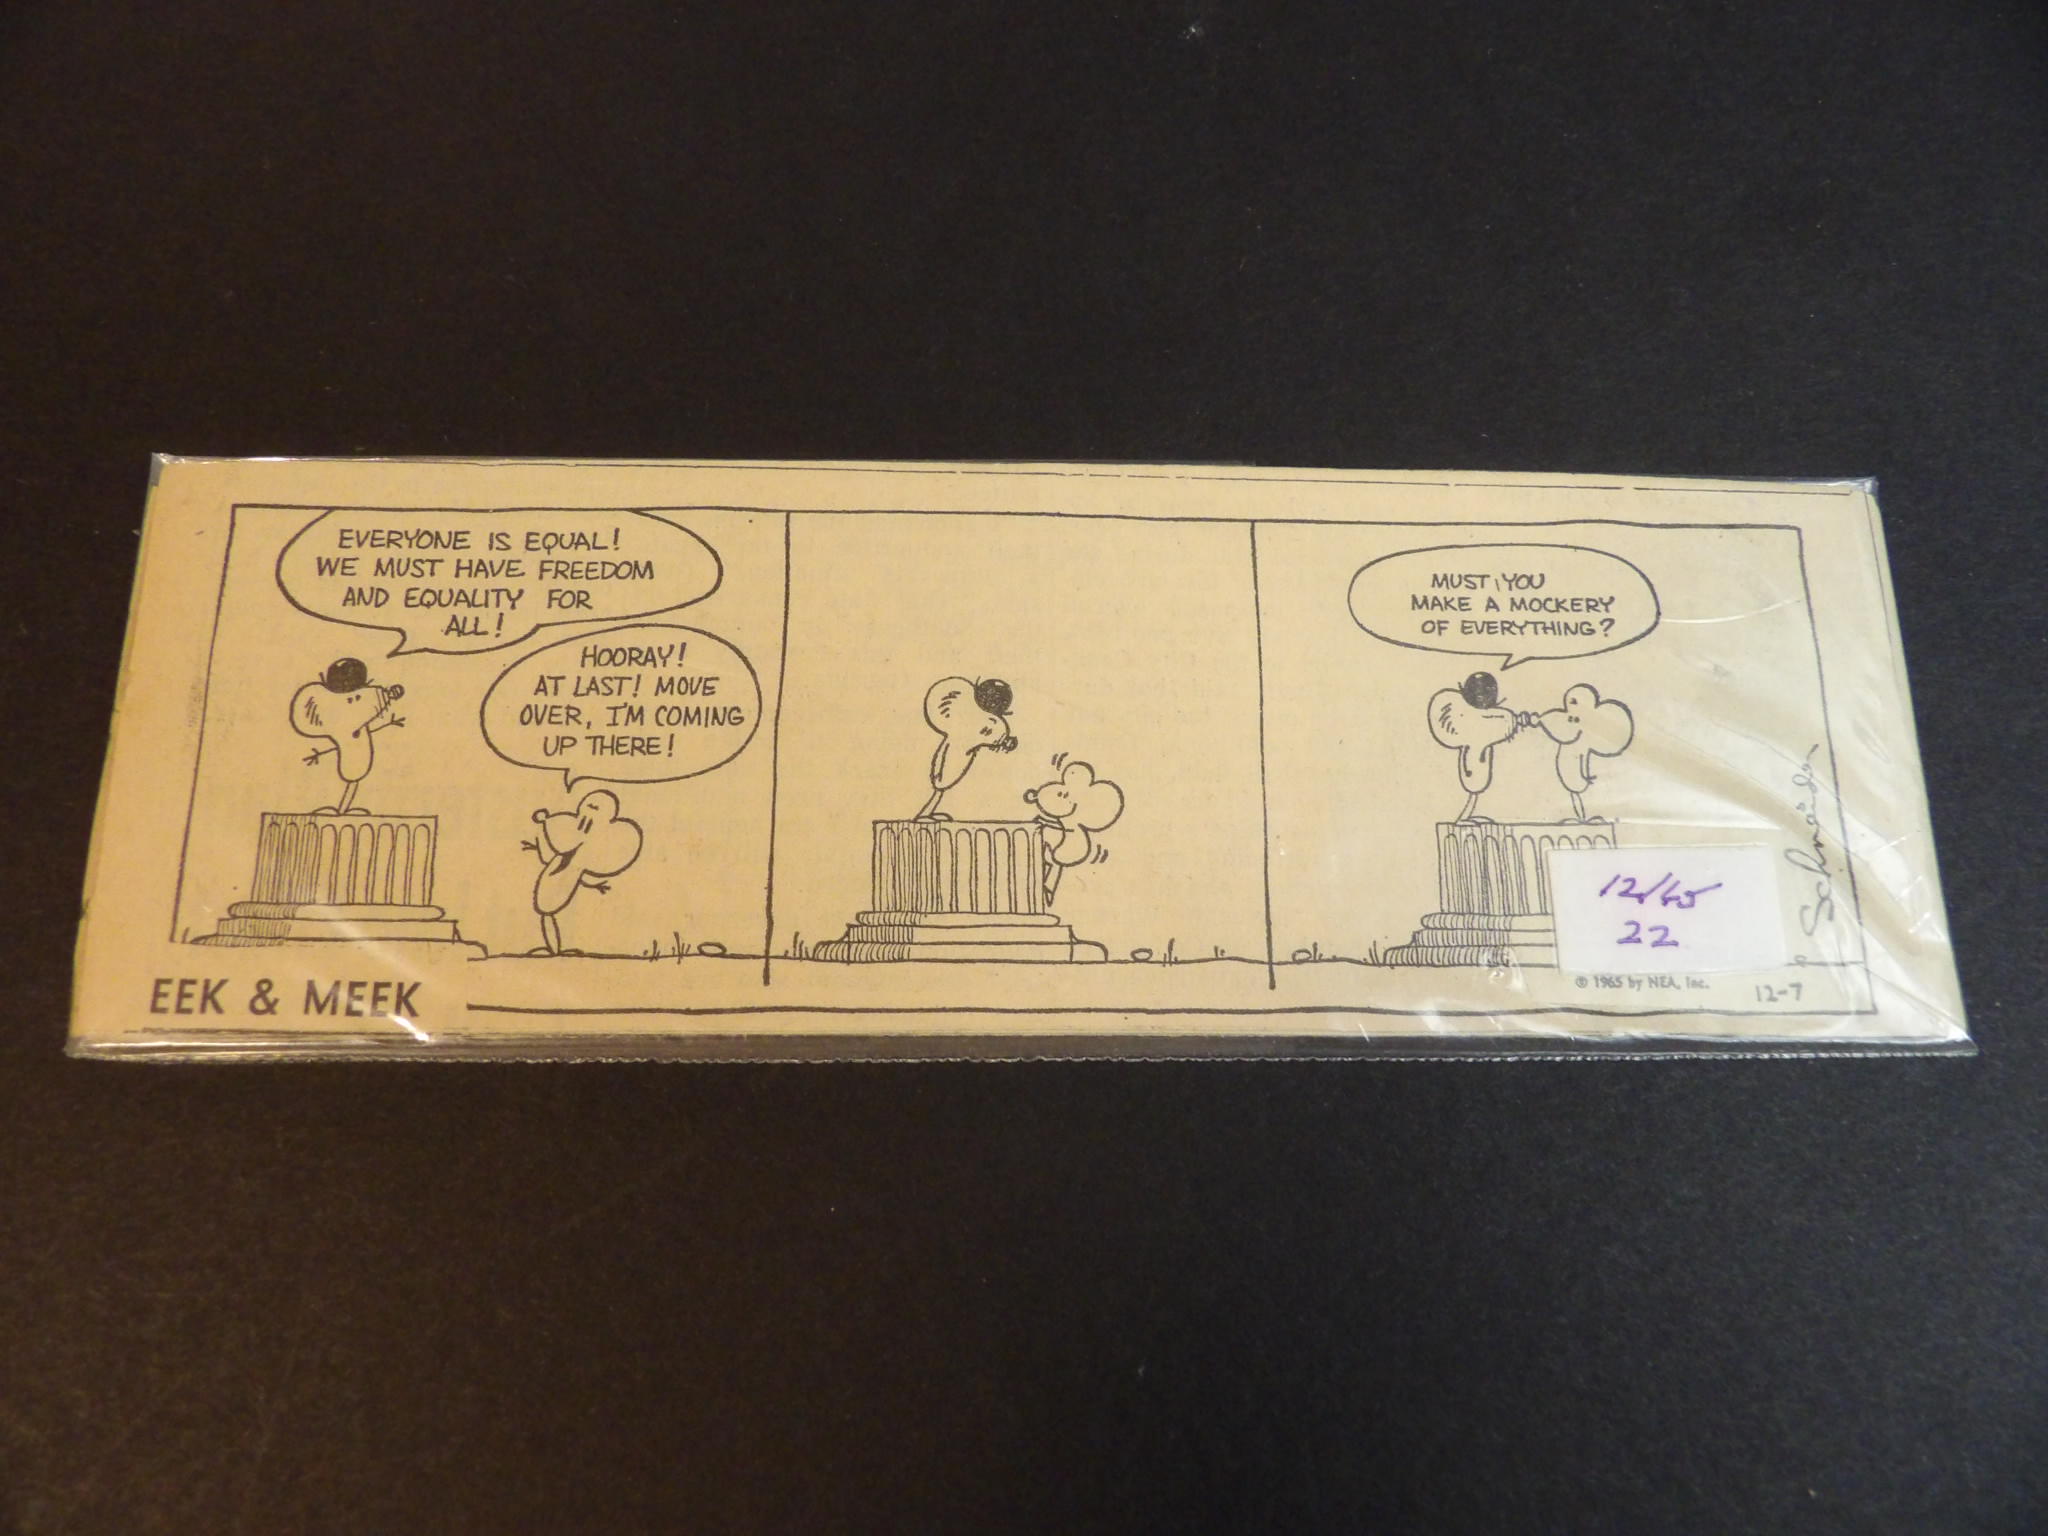 EVERYONE IS EQUAL!
WE MUST HAVE FREEDOM
AND EQUALITY FOR
ALL!
HOORAY!
AT LAST! MOVE
OVER, I'M COMING
UP THERE!
MUST YOU
MAKE A MOCKERY
OF EVERYTHING?
Schneider
12/65
22
© 1965 by NEA, Inc.
12-7
EEK & MEEK